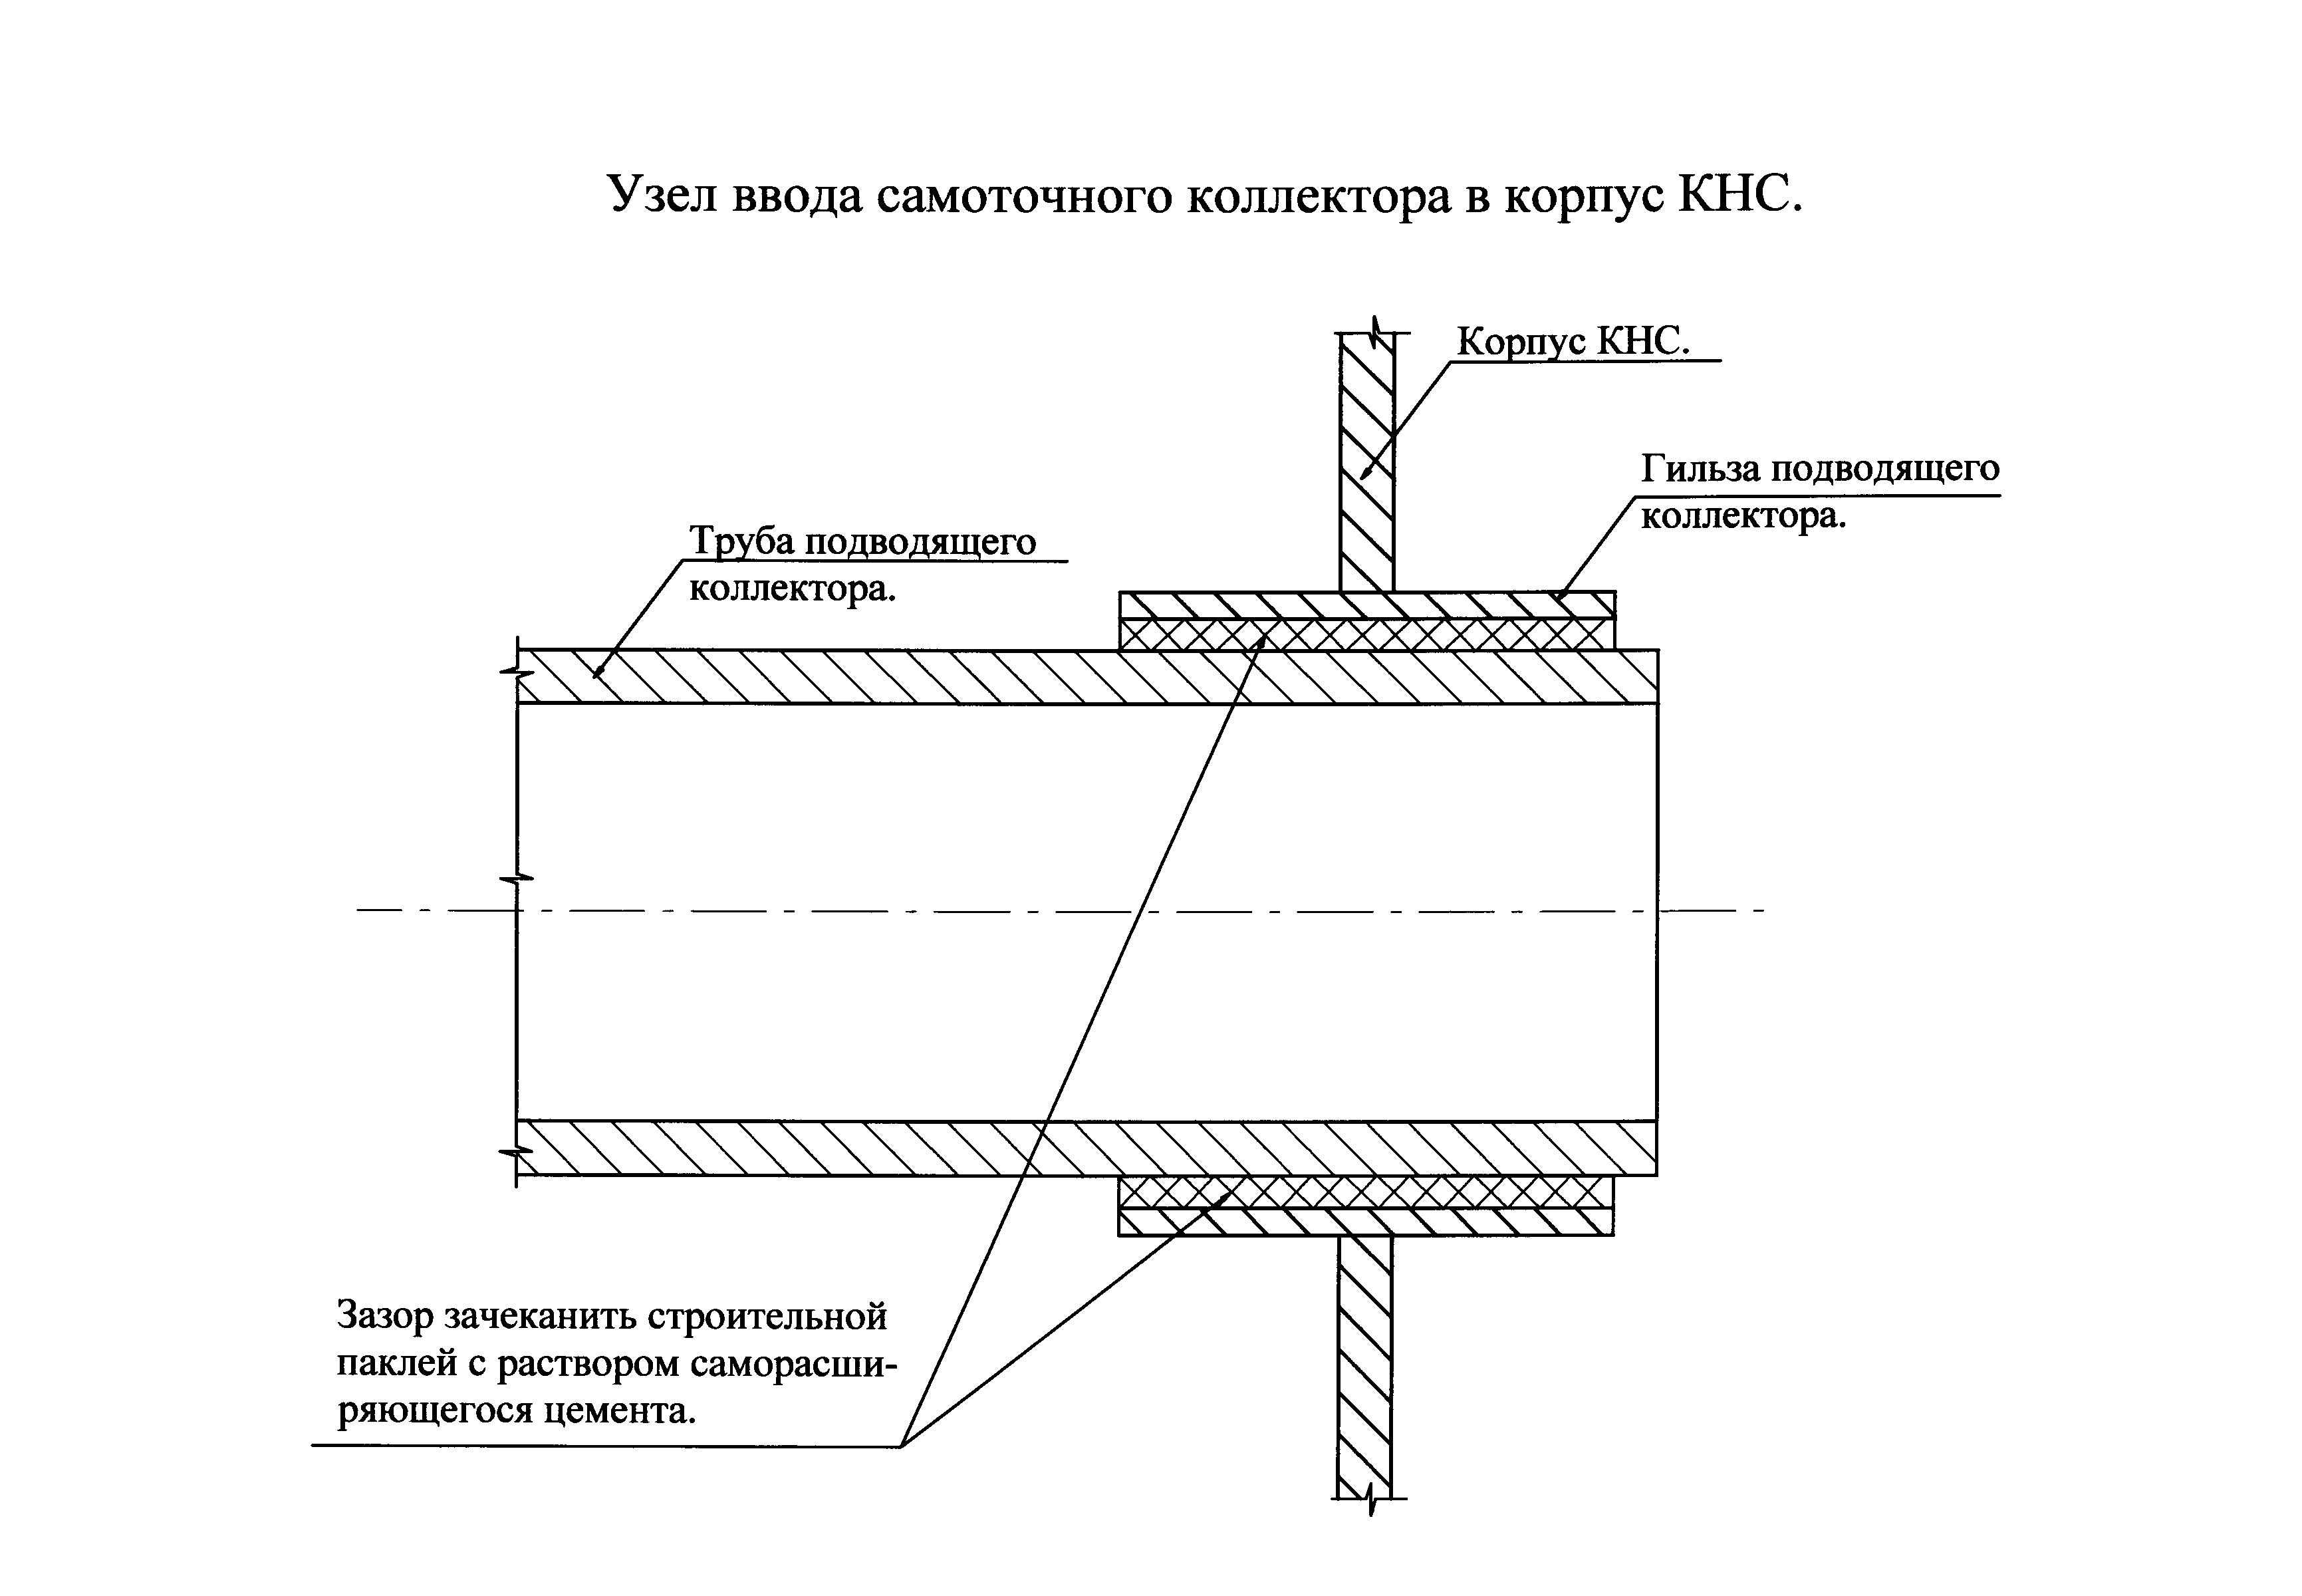 Узел ввода самоточного коллектора в корпус КНС.
Корпус КНС.
Гильза подводящего
коллектора.
Труба подводящего
коллектора.
Зазор зачеканить строительной
паклей с раствором саморасши-
ряющегося цемента.